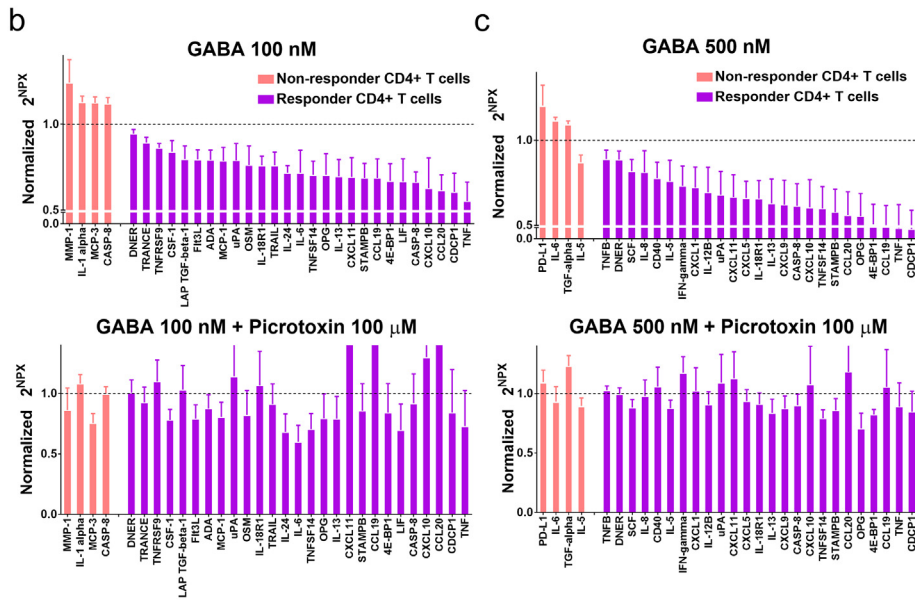 b
GABA 100 nM
Normalized 2^NPX
Non-responder CD4+ T cells
Responder CD4+ T cells
1.0
0.5
0.0
MMP-1
IL-1 alpha
MCP-3
CASP-8
DNER
TRANCE
TNFRSF9
CSF-1
LAP TGF-beta-1
Flt3L
ADA
MCP-1
uPA
OSM
IL-18R1
TRAIL
IL-24
IL-6
TNFSF14
OPG
IL-13
CXCL11
STAMPB
CCL19
4E-BP1
LIF
CASP-8
CXCL10
CCL20
CDCP1
TNF
c
GABA 500 nM
Normalized 2^NPX
Non-responder CD4+ T cells
Responder CD4+ T cells
1.0
0.5
0.0
PD-L1
IL-6
TGF-alpha
IL-5
TNFB
DNER
SCF
IL-8
CD40
IL-5
IFN-gamma
CXCL1
IL-12B
uPA
CXCL11
CXCL5
IL-18R1
IL-13
CXCL9
CASP-8
CXCL10
TNFSF14
STAMPB
CCL20
OPG
4E-BP1
CCL19
TNF
CDCP1
GABA 100 nM + Picrotoxin 100 μM
Normalized 2^NPX
1.0
0.5
0.0
MMP-1
IL-1 alpha
MCP-3
CASP-8
DNER
TRANCE
TNFRSF9
CSF-1
LAP TGF-beta-1
Flt3L
ADA
MCP-1
uPA
OSM
IL-18R1
TRAIL
IL-24
IL-6
TNFSF14
OPG
IL-13
CXCL11
STAMPB
CCL19
4E-BP1
LIF
CASP-8
CXCL10
CCL20
CDCP1
TNF
GABA 500 nM + Picrotoxin 100 μM
Normalized 2^NPX
1.0
0.5
0.0
PD-L1
IL-6
TGF-alpha
IL-5
TNFB
DNER
SCF
IL-8
CD40
IL-5
IFN-gamma
CXCL1
IL-12B
uPA
CXCL11
CXCL5
IL-18R1
IL-13
CXCL9
CASP-8
CXCL10
TNFSF14
STAMPB
CCL20
OPG
4E-BP1
CCL19
TNF
CDCP1